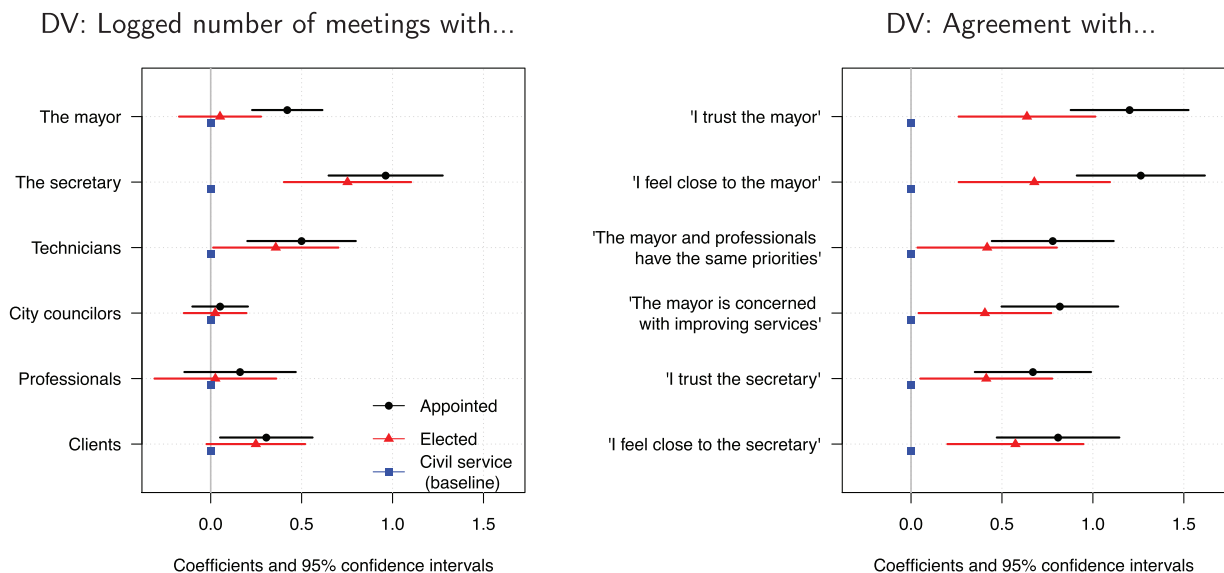 DV: Logged number of meetings with...
The mayor
The secretary
Technicians
City councilors
Professionals
Clients
Appointed
Elected
Civil service
(baseline)
0.0 0.5 1.0 1.5
Coefficients and 95% confidence intervals
DV: Agreement with...
'I trust the mayor'
'I feel close to the mayor'
'The mayor and professionals
have the same priorities'
'The mayor is concerned
with improving services'
'I trust the secretary'
'I feel close to the secretary'
0.0 0.5 1.0 1.5
Coefficients and 95% confidence intervals